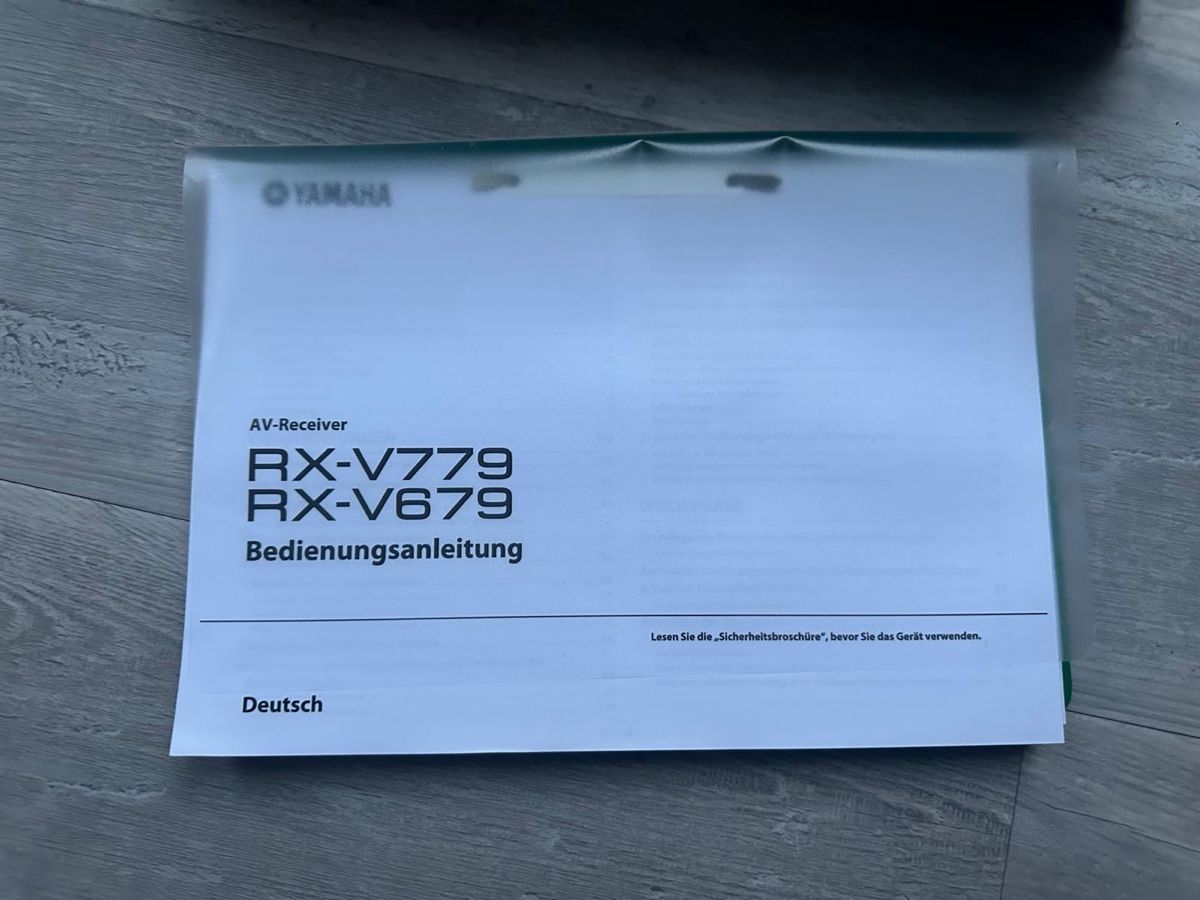 YAMAHA
AV-Receiver
RX-V779
RX-V679
Bedienungsanleitung
Lesen Sie die „Sicherheitsbroschüre“, bevor Sie das Gerät verwenden.
Deutsch